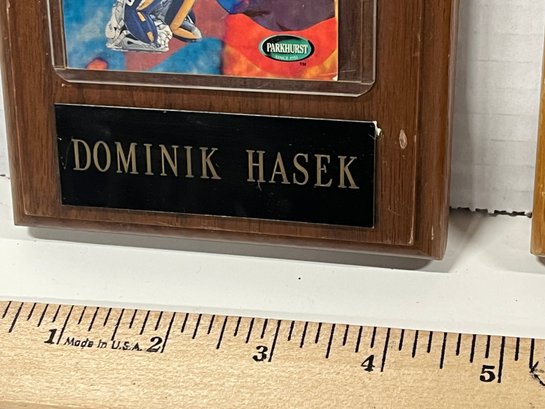 PARKHURST
DOMINIK HASEK
1 2 3 4 5
Made in U.S.A.